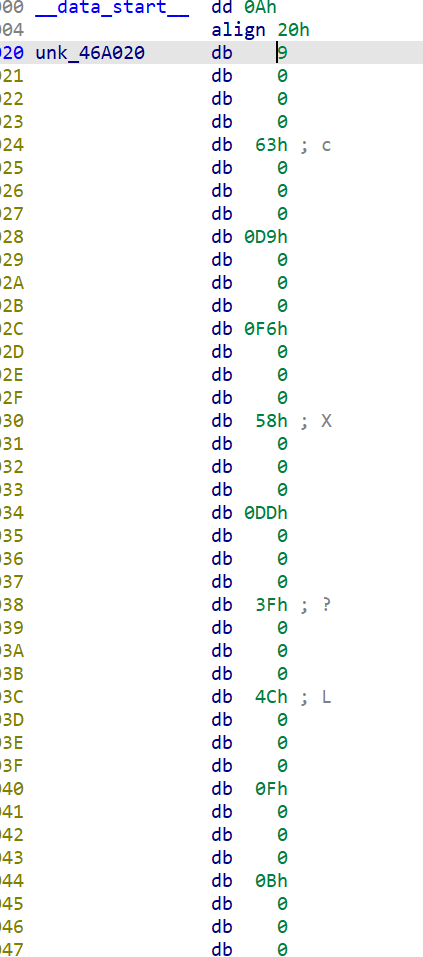 000 __data_start__ dd 0Ah
004 align 20h
020 unk_46A020 db 9
021 db 0
022 db 0
023 db 0
024 db 63h ; c
025 db 0
026 db 0
027 db 0
028 db 0D9h
029 db 0
02A db 0
02B db 0
02C db 0F6h
02D db 0
02E db 0
02F db 0
030 db 58h ; X
031 db 0
032 db 0
033 db 0
034 db 0DDh
035 db 0
036 db 0
037 db 0
038 db 3Fh ; ?
039 db 0
03A db 0
03B db 0
03C db 4Ch ; L
03D db 0
03E db 0
03F db 0
040 db 0Fh
041 db 0
042 db 0
043 db 0
044 db 0Bh
045 db 0
046 db 0
047 db 0